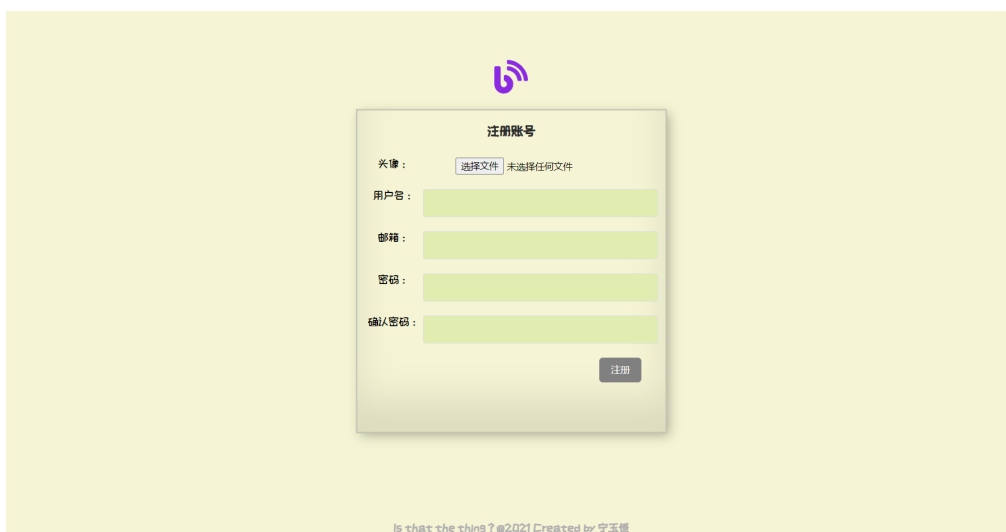 注册账号
头像：
选择文件 未选择任何文件
用户名：
邮箱：
密码：
确认密码：
注册
Is that the thing?@2021 Created by 宁玉